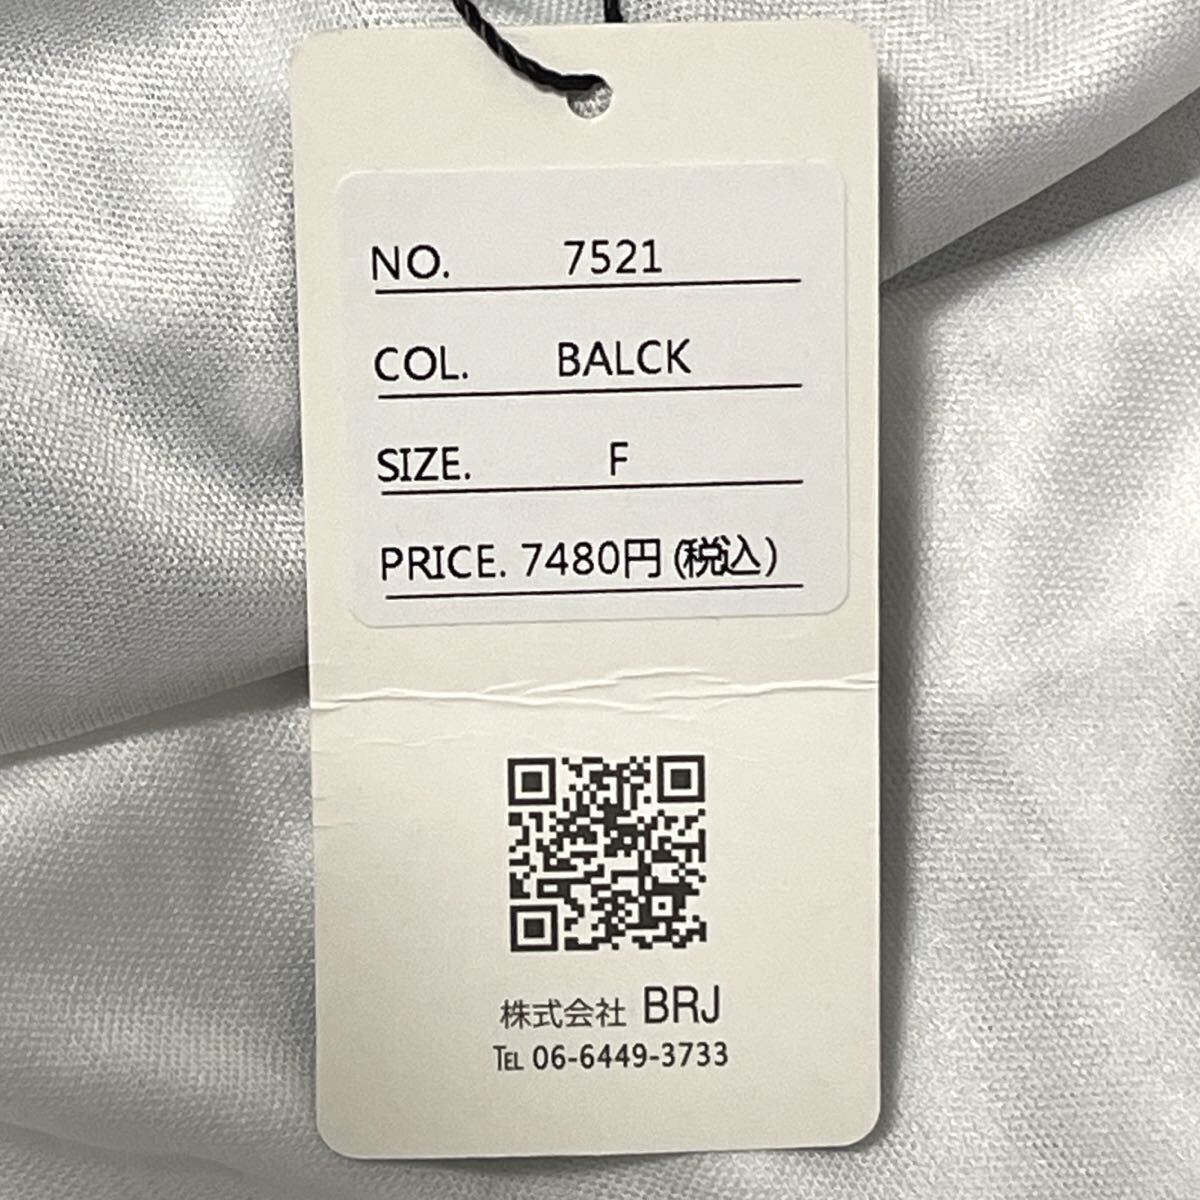 NO. 7521
COL. BALCK
SIZE. F
PRICE. 7480円(税込)
株式会社 BRJ
TEL 06-6449-3733